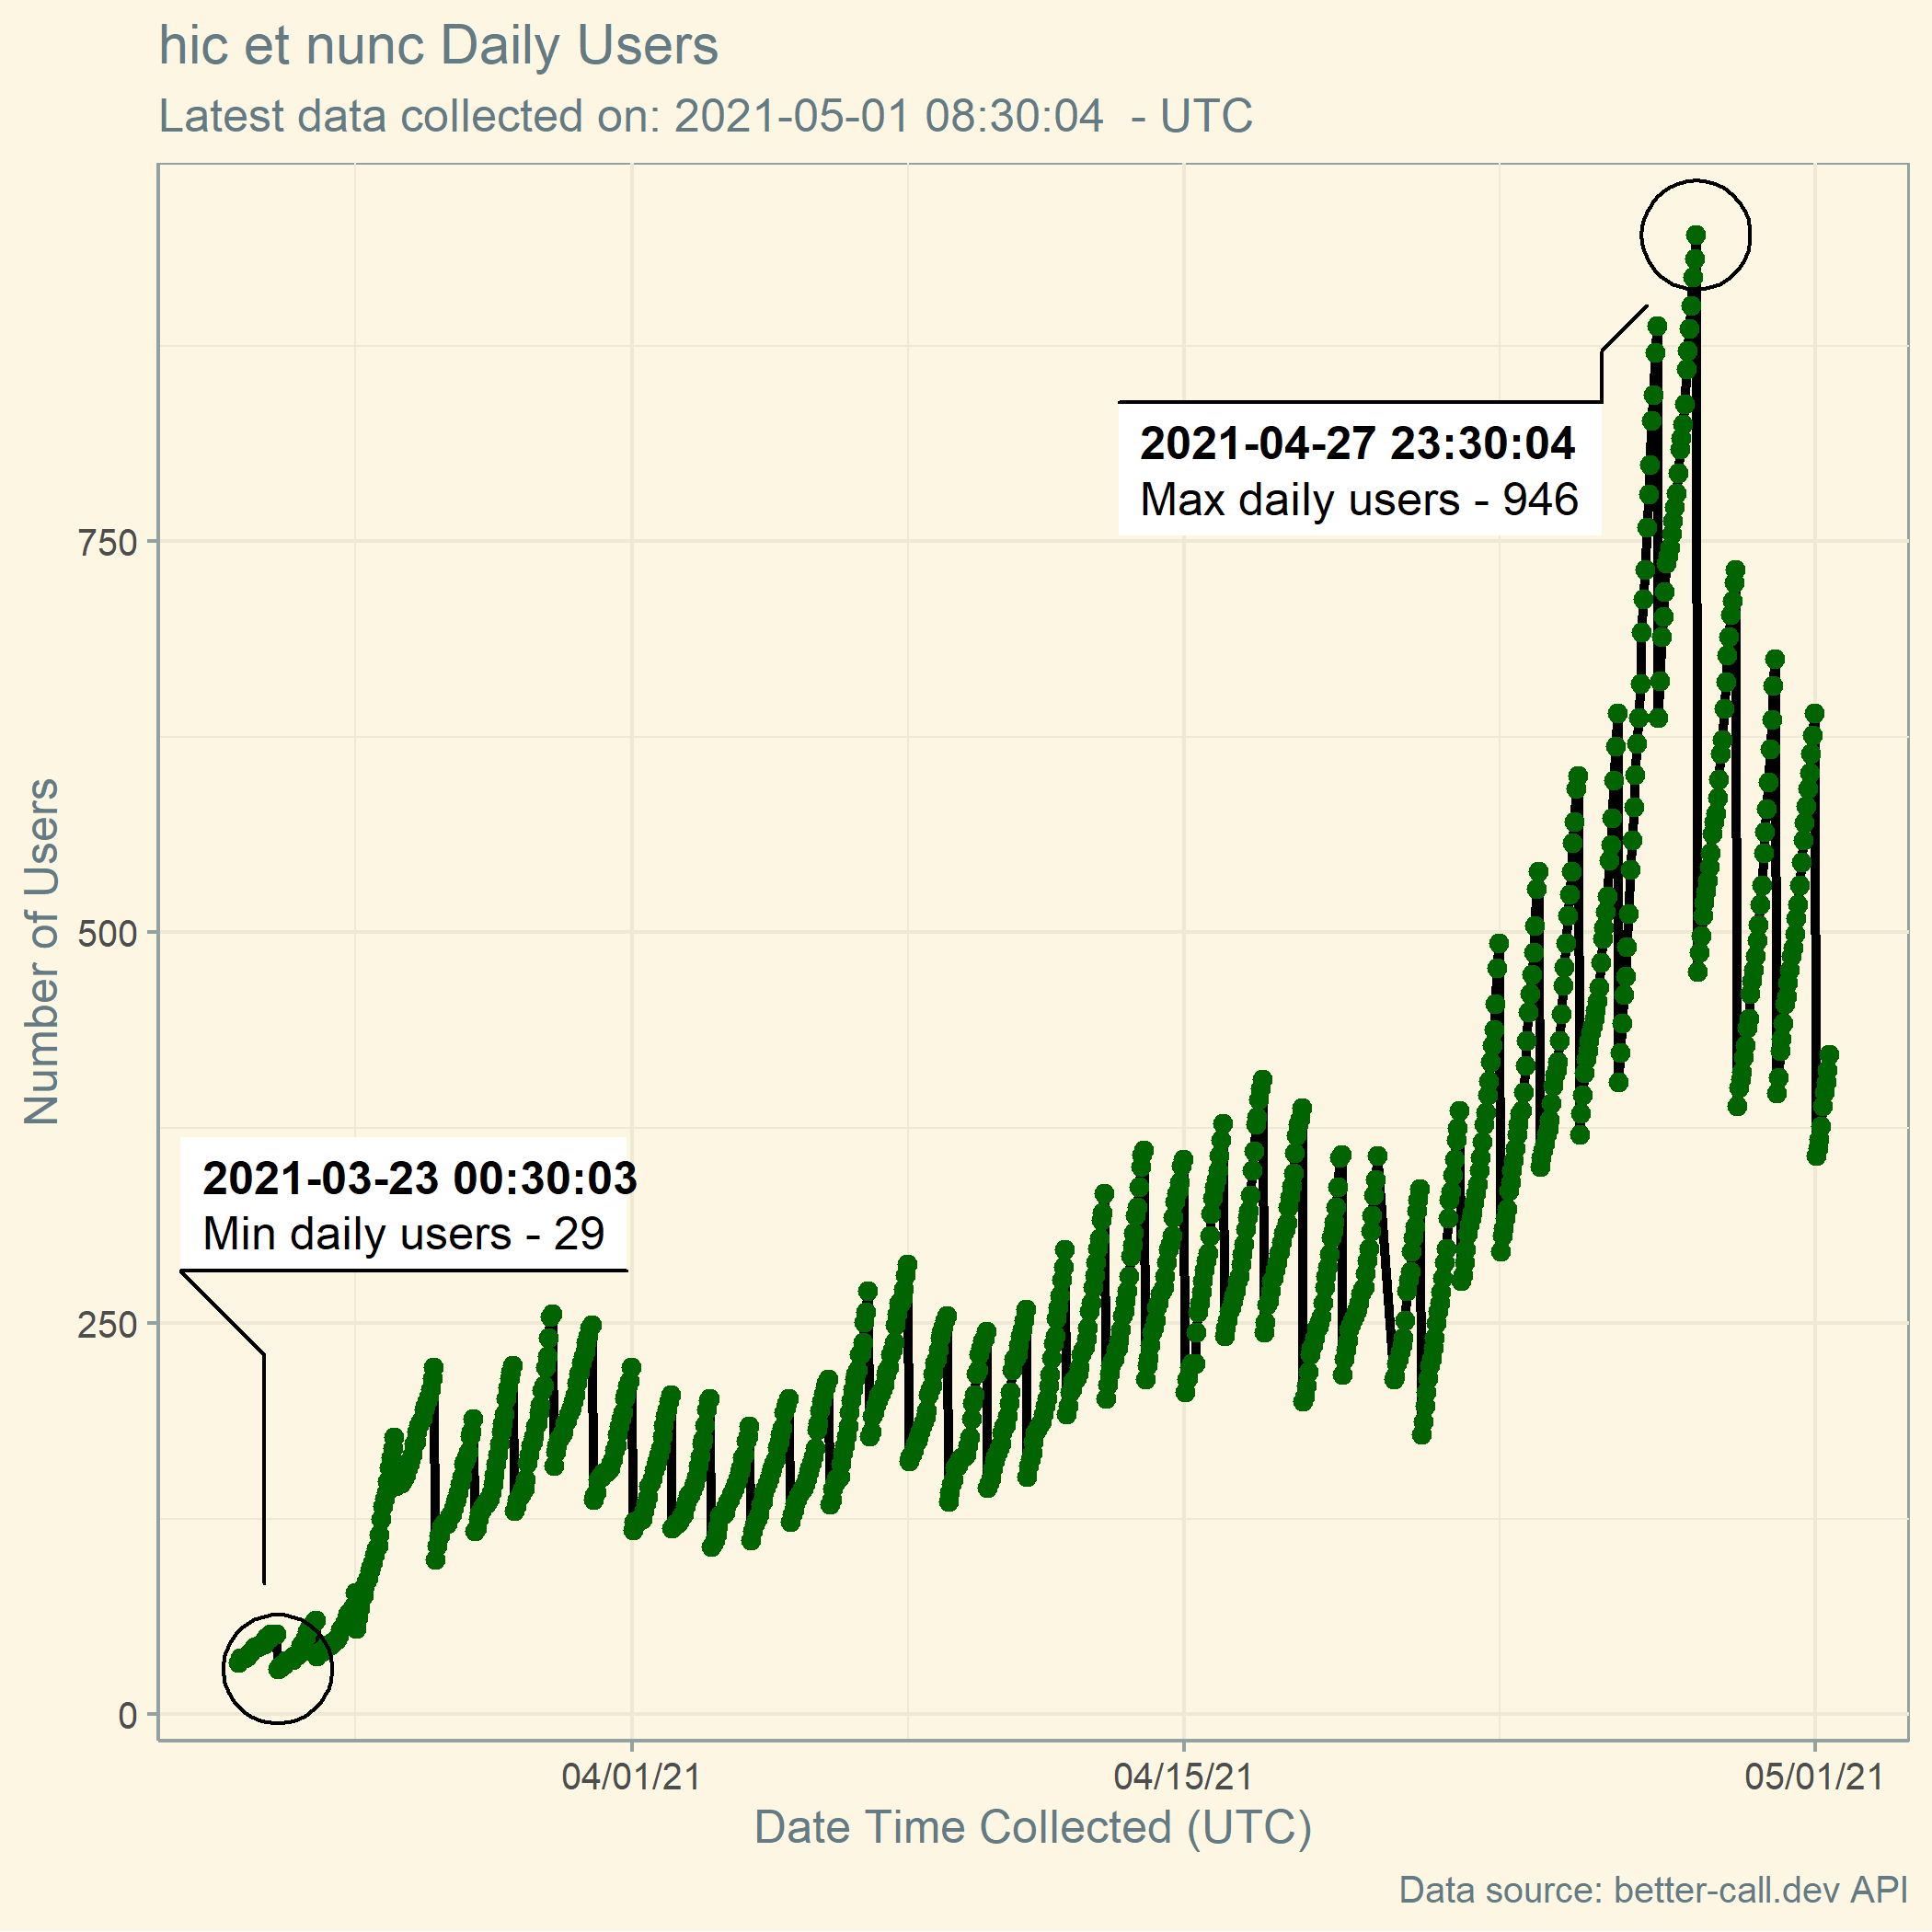 hic et nunc Daily Users
Latest data collected on: 2021-05-01 08:30:04  - UTC
2021-04-27 23:30:04
Max daily users - 946
2021-03-23 00:30:03
Min daily users - 29
Number of Users
750
500
250
0
04/01/21
04/15/21
05/01/21
Date Time Collected (UTC)
Data source: better-call.dev API